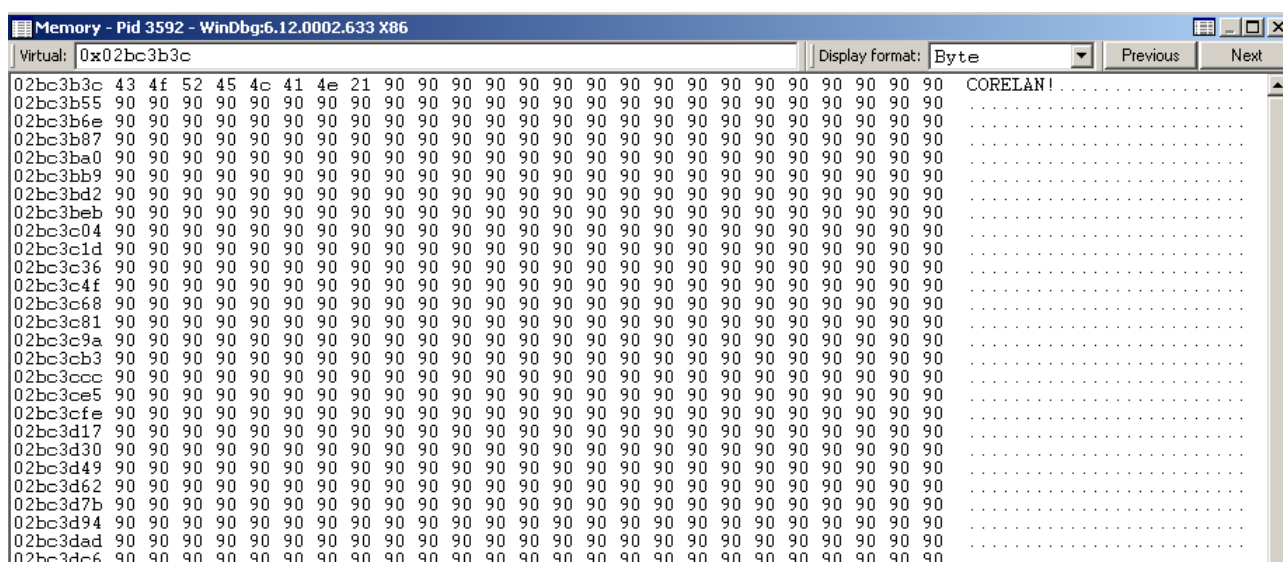 Memory - Pid 3592 - WinDbg:6.12.0002.633 X86
Virtual: 0x02bc3b3c Display format: Byte Previous Next
02bc3b3c 43 4f 52 45 4c 41 4e 21 90 90 90 90 90 90 90 90 90 90 90 90 90 90 90 90 90 CORELAN!.................
02bc3b55 90 90 90 90 90 90 90 90 90 90 90 90 90 90 90 90 90 90 90 90 90 90 90 90 90 .........................
02bc3b6e 90 90 90 90 90 90 90 90 90 90 90 90 90 90 90 90 90 90 90 90 90 90 90 90 90 .........................
02bc3b87 90 90 90 90 90 90 90 90 90 90 90 90 90 90 90 90 90 90 90 90 90 90 90 90 90 .........................
02bc3ba0 90 90 90 90 90 90 90 90 90 90 90 90 90 90 90 90 90 90 90 90 90 90 90 90 90 .........................
02bc3bb9 90 90 90 90 90 90 90 90 90 90 90 90 90 90 90 90 90 90 90 90 90 90 90 90 90 .........................
02bc3bd2 90 90 90 90 90 90 90 90 90 90 90 90 90 90 90 90 90 90 90 90 90 90 90 90 90 .........................
02bc3beb 90 90 90 90 90 90 90 90 90 90 90 90 90 90 90 90 90 90 90 90 90 90 90 90 90 .........................
02bc3c04 90 90 90 90 90 90 90 90 90 90 90 90 90 90 90 90 90 90 90 90 90 90 90 90 90 .........................
02bc3c1d 90 90 90 90 90 90 90 90 90 90 90 90 90 90 90 90 90 90 90 90 90 90 90 90 90 .........................
02bc3c36 90 90 90 90 90 90 90 90 90 90 90 90 90 90 90 90 90 90 90 90 90 90 90 90 90 .........................
02bc3c4f 90 90 90 90 90 90 90 90 90 90 90 90 90 90 90 90 90 90 90 90 90 90 90 90 90 .........................
02bc3c68 90 90 90 90 90 90 90 90 90 90 90 90 90 90 90 90 90 90 90 90 90 90 90 90 90 .........................
02bc3c81 90 90 90 90 90 90 90 90 90 90 90 90 90 90 90 90 90 90 90 90 90 90 90 90 90 .........................
02bc3c9a 90 90 90 90 90 90 90 90 90 90 90 90 90 90 90 90 90 90 90 90 90 90 90 90 90 .........................
02bc3cb3 90 90 90 90 90 90 90 90 90 90 90 90 90 90 90 90 90 90 90 90 90 90 90 90 90 .........................
02bc3ccc 90 90 90 90 90 90 90 90 90 90 90 90 90 90 90 90 90 90 90 90 90 90 90 90 90 .........................
02bc3ce5 90 90 90 90 90 90 90 90 90 90 90 90 90 90 90 90 90 90 90 90 90 90 90 90 90 .........................
02bc3cfe 90 90 90 90 90 90 90 90 90 90 90 90 90 90 90 90 90 90 90 90 90 90 90 90 90 .........................
02bc3d17 90 90 90 90 90 90 90 90 90 90 90 90 90 90 90 90 90 90 90 90 90 90 90 90 90 .........................
02bc3d30 90 90 90 90 90 90 90 90 90 90 90 90 90 90 90 90 90 90 90 90 90 90 90 90 90 .........................
02bc3d49 90 90 90 90 90 90 90 90 90 90 90 90 90 90 90 90 90 90 90 90 90 90 90 90 90 .........................
02bc3d62 90 90 90 90 90 90 90 90 90 90 90 90 90 90 90 90 90 90 90 90 90 90 90 90 90 .........................
02bc3d7b 90 90 90 90 90 90 90 90 90 90 90 90 90 90 90 90 90 90 90 90 90 90 90 90 90 .........................
02bc3d94 90 90 90 90 90 90 90 90 90 90 90 90 90 90 90 90 90 90 90 90 90 90 90 90 90 .........................
02bc3dad 90 90 90 90 90 90 90 90 90 90 90 90 90 90 90 90 90 90 90 90 90 90 90 90 90 .........................
02bc3dc6 90 90 90 90 90 90 90 90 90 90 90 90 90 90 90 90 90 90 90 90 90 90 90 90 90